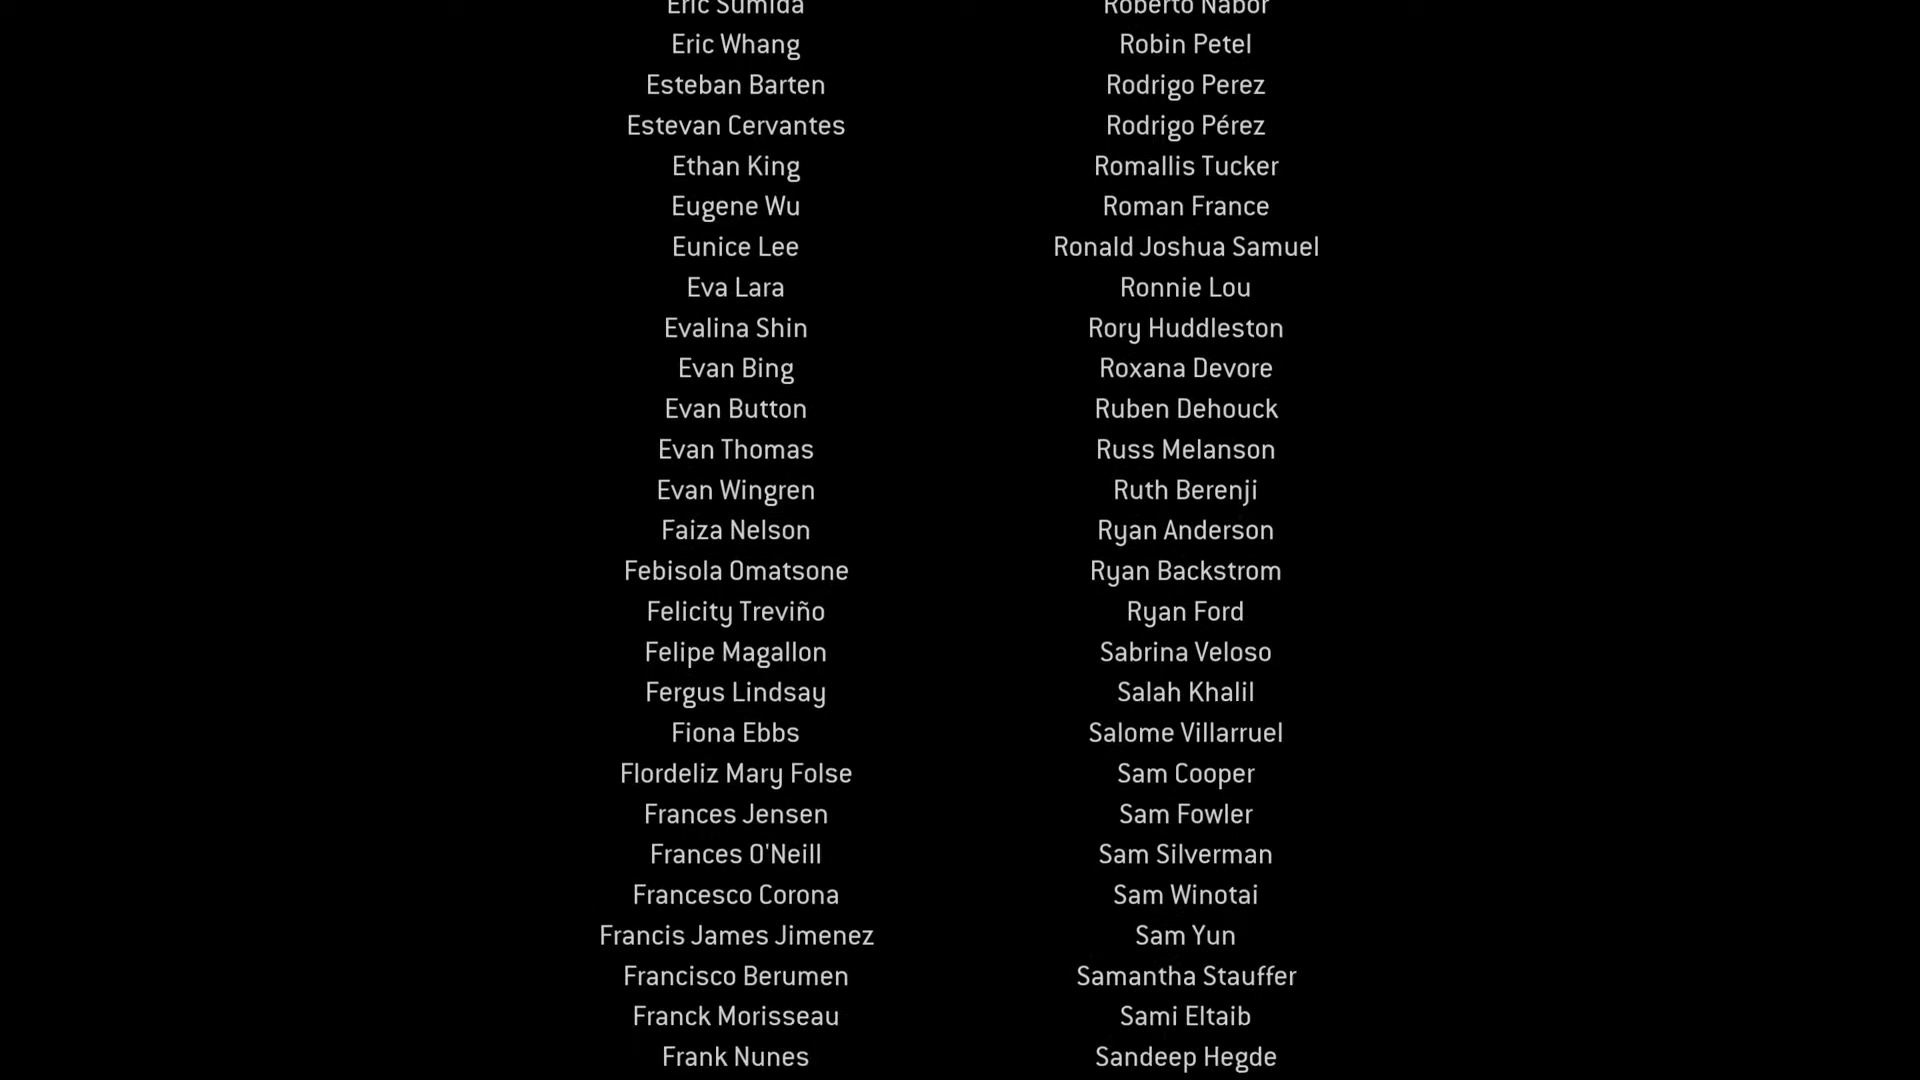 Eric Sumida
Eric Whang
Esteban Barten
Estevan Cervantes
Ethan King
Eugene Wu
Eunice Lee
Eva Lara
Evalina Shin
Evan Bing
Evan Button
Evan Thomas
Evan Wingren
Faiza Nelson
Febisola Omatsone
Felicity Treviño
Felipe Magallon
Fergus Lindsay
Fiona Ebbs
Flordeliz Mary Folse
Frances Jensen
Frances O'Neill
Francesco Corona
Francis James Jimenez
Francisco Berumen
Franck Morisseau
Frank Nunes
Roberto Nabor
Robin Petel
Rodrigo Perez
Rodrigo Pérez
Romallis Tucker
Roman France
Ronald Joshua Samuel
Ronnie Lou
Rory Huddleston
Roxana Devore
Ruben Dehouck
Russ Melanson
Ruth Berenji
Ryan Anderson
Ryan Backstrom
Ryan Ford
Sabrina Veloso
Salah Khalil
Salome Villarruel
Sam Cooper
Sam Fowler
Sam Silverman
Sam Winotai
Sam Yun
Samantha Stauffer
Sami Eltaib
Sandeep Hegde